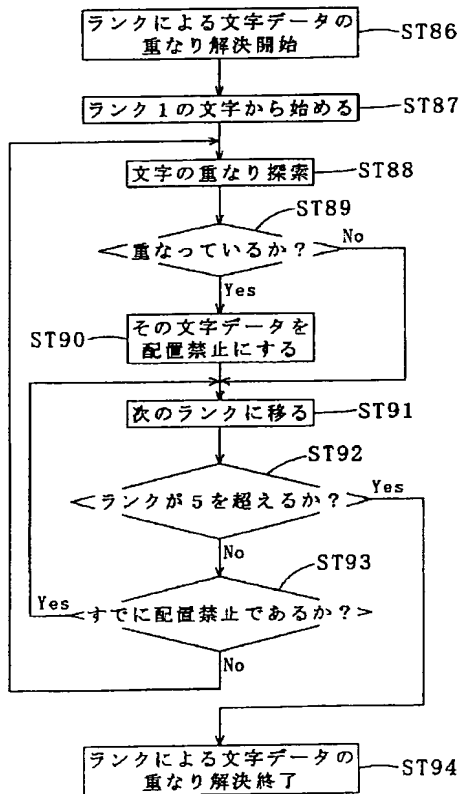 ランクによる文字データの
重なり解決開始
ST86
ランク1の文字から始める
ST87
文字の重なり探索
ST88
ST89
重なっているか?
No
Yes
ST90
その文字データを
配置禁止にする
次のランクに移る
ST91
ST92
ランクが5を超えるか?
Yes
No
ST93
Yes
すでに配置禁止であるか?
No
ランクによる文字データの
重なり解決終了
ST94